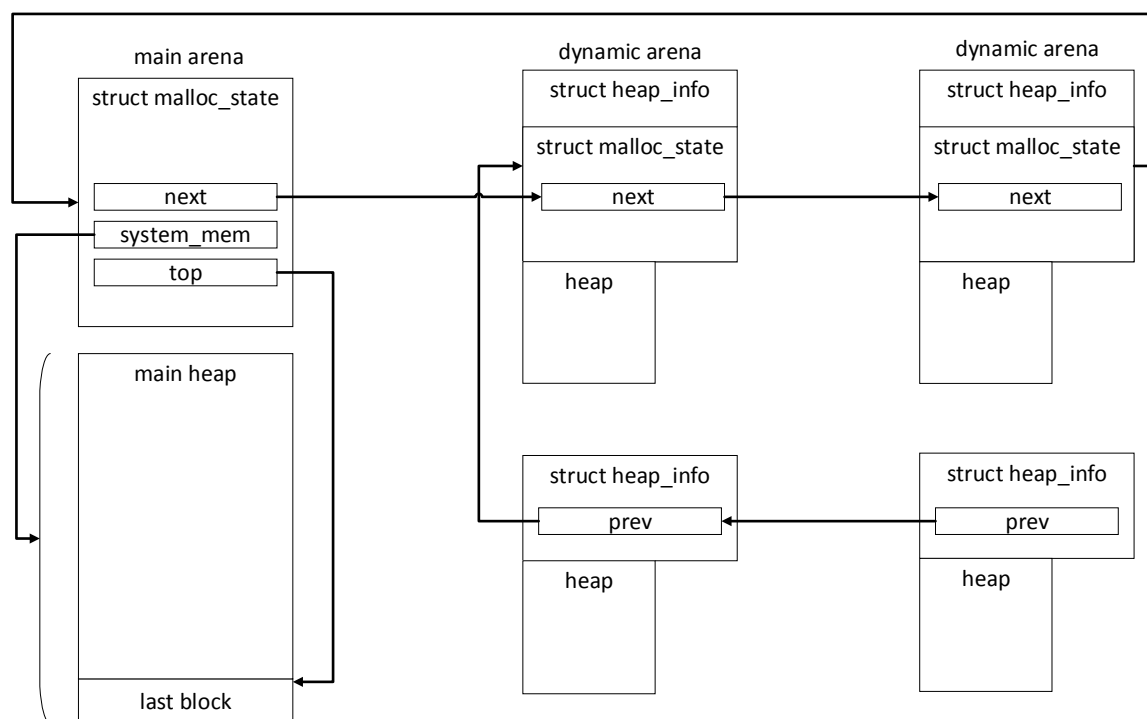 main arena
struct malloc_state
next
system_mem
top
main heap
last block
dynamic arena
struct heap_info
struct malloc_state
next
heap
struct heap_info
prev
heap
dynamic arena
struct heap_info
struct malloc_state
next
heap
struct heap_info
prev
heap